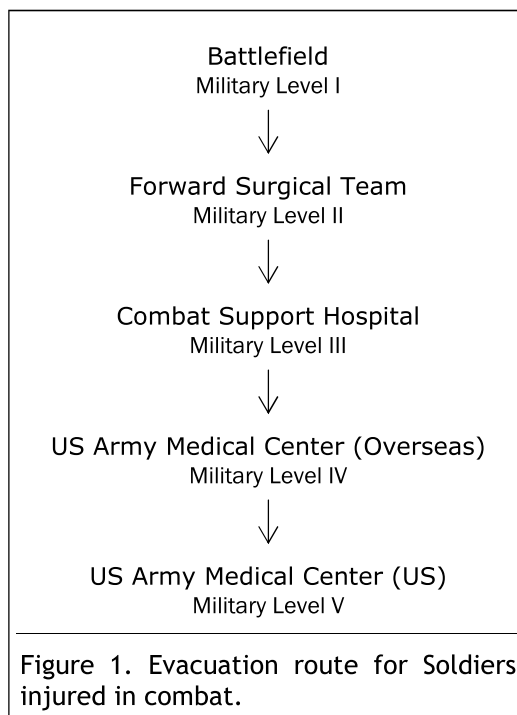 Battlefield
Military Level I
Forward Surgical Team
Military Level II
Combat Support Hospital
Military Level III
US Army Medical Center (Overseas)
Military Level IV
US Army Medical Center (US)
Military Level V
Figure 1. Evacuation route for Soldiers
injured in combat.